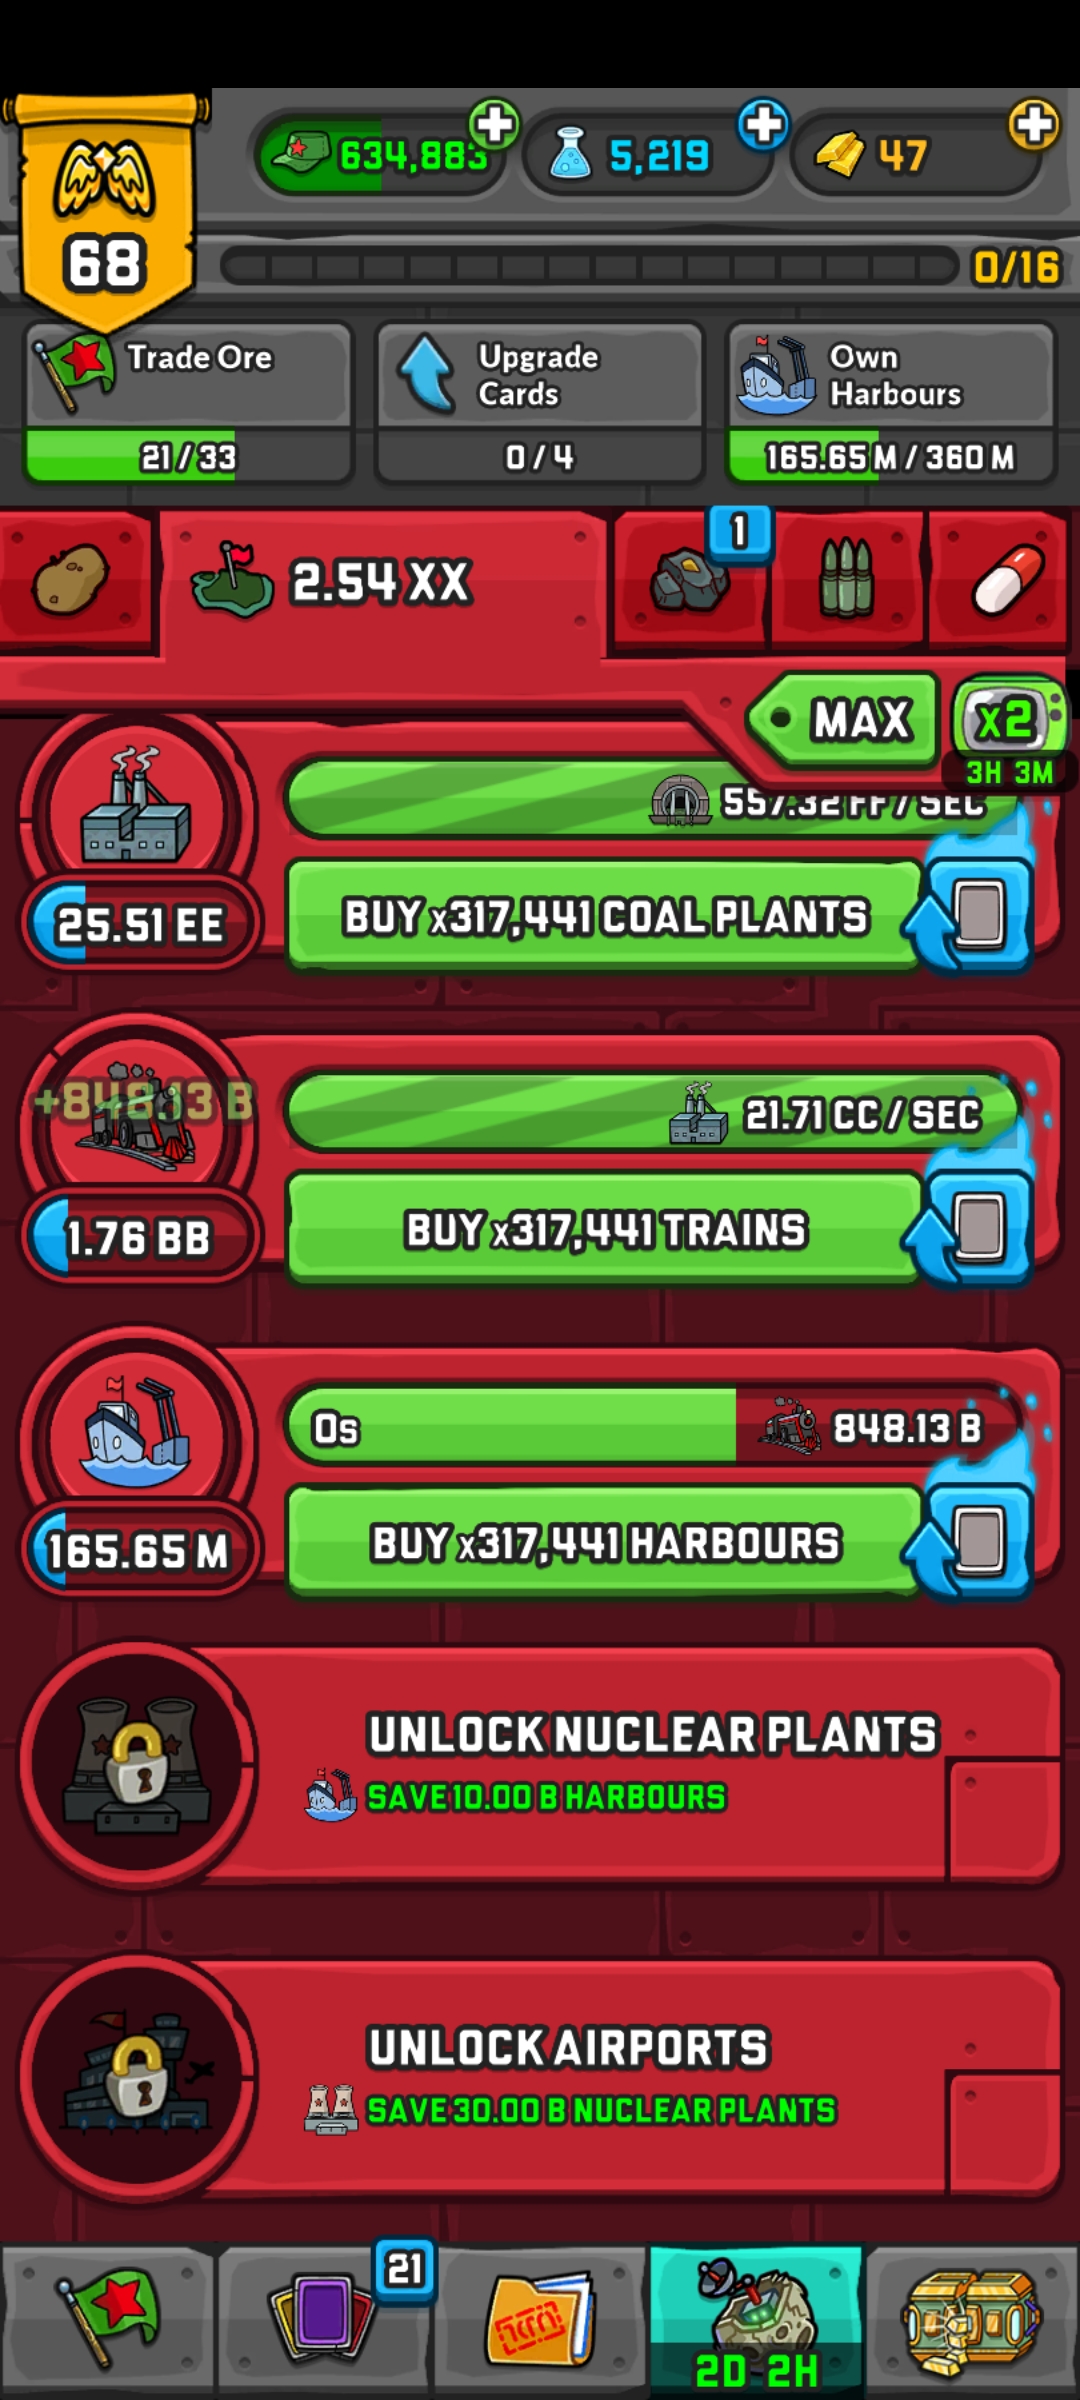 634,883
5,219
47
68
0/16
Trade Ore
21/33
Upgrade
Cards
0/4
Own
Harbours
165.65 M / 360 M
2.54 XX
1
MAX
x2
3H 3M
557.32 FF / SEC
25.51 EE
BUY x317,441 COAL PLANTS
+848.13 B
21.71 CC / SEC
1.76 BB
BUY x317,441 TRAINS
0s
848.13 B
165.65 M
BUY x317,441 HARBOURS
UNLOCK NUCLEAR PLANTS
SAVE 10.00 B HARBOURS
UNLOCK AIRPORTS
SAVE 30.00 B NUCLEAR PLANTS
21
2D 2H